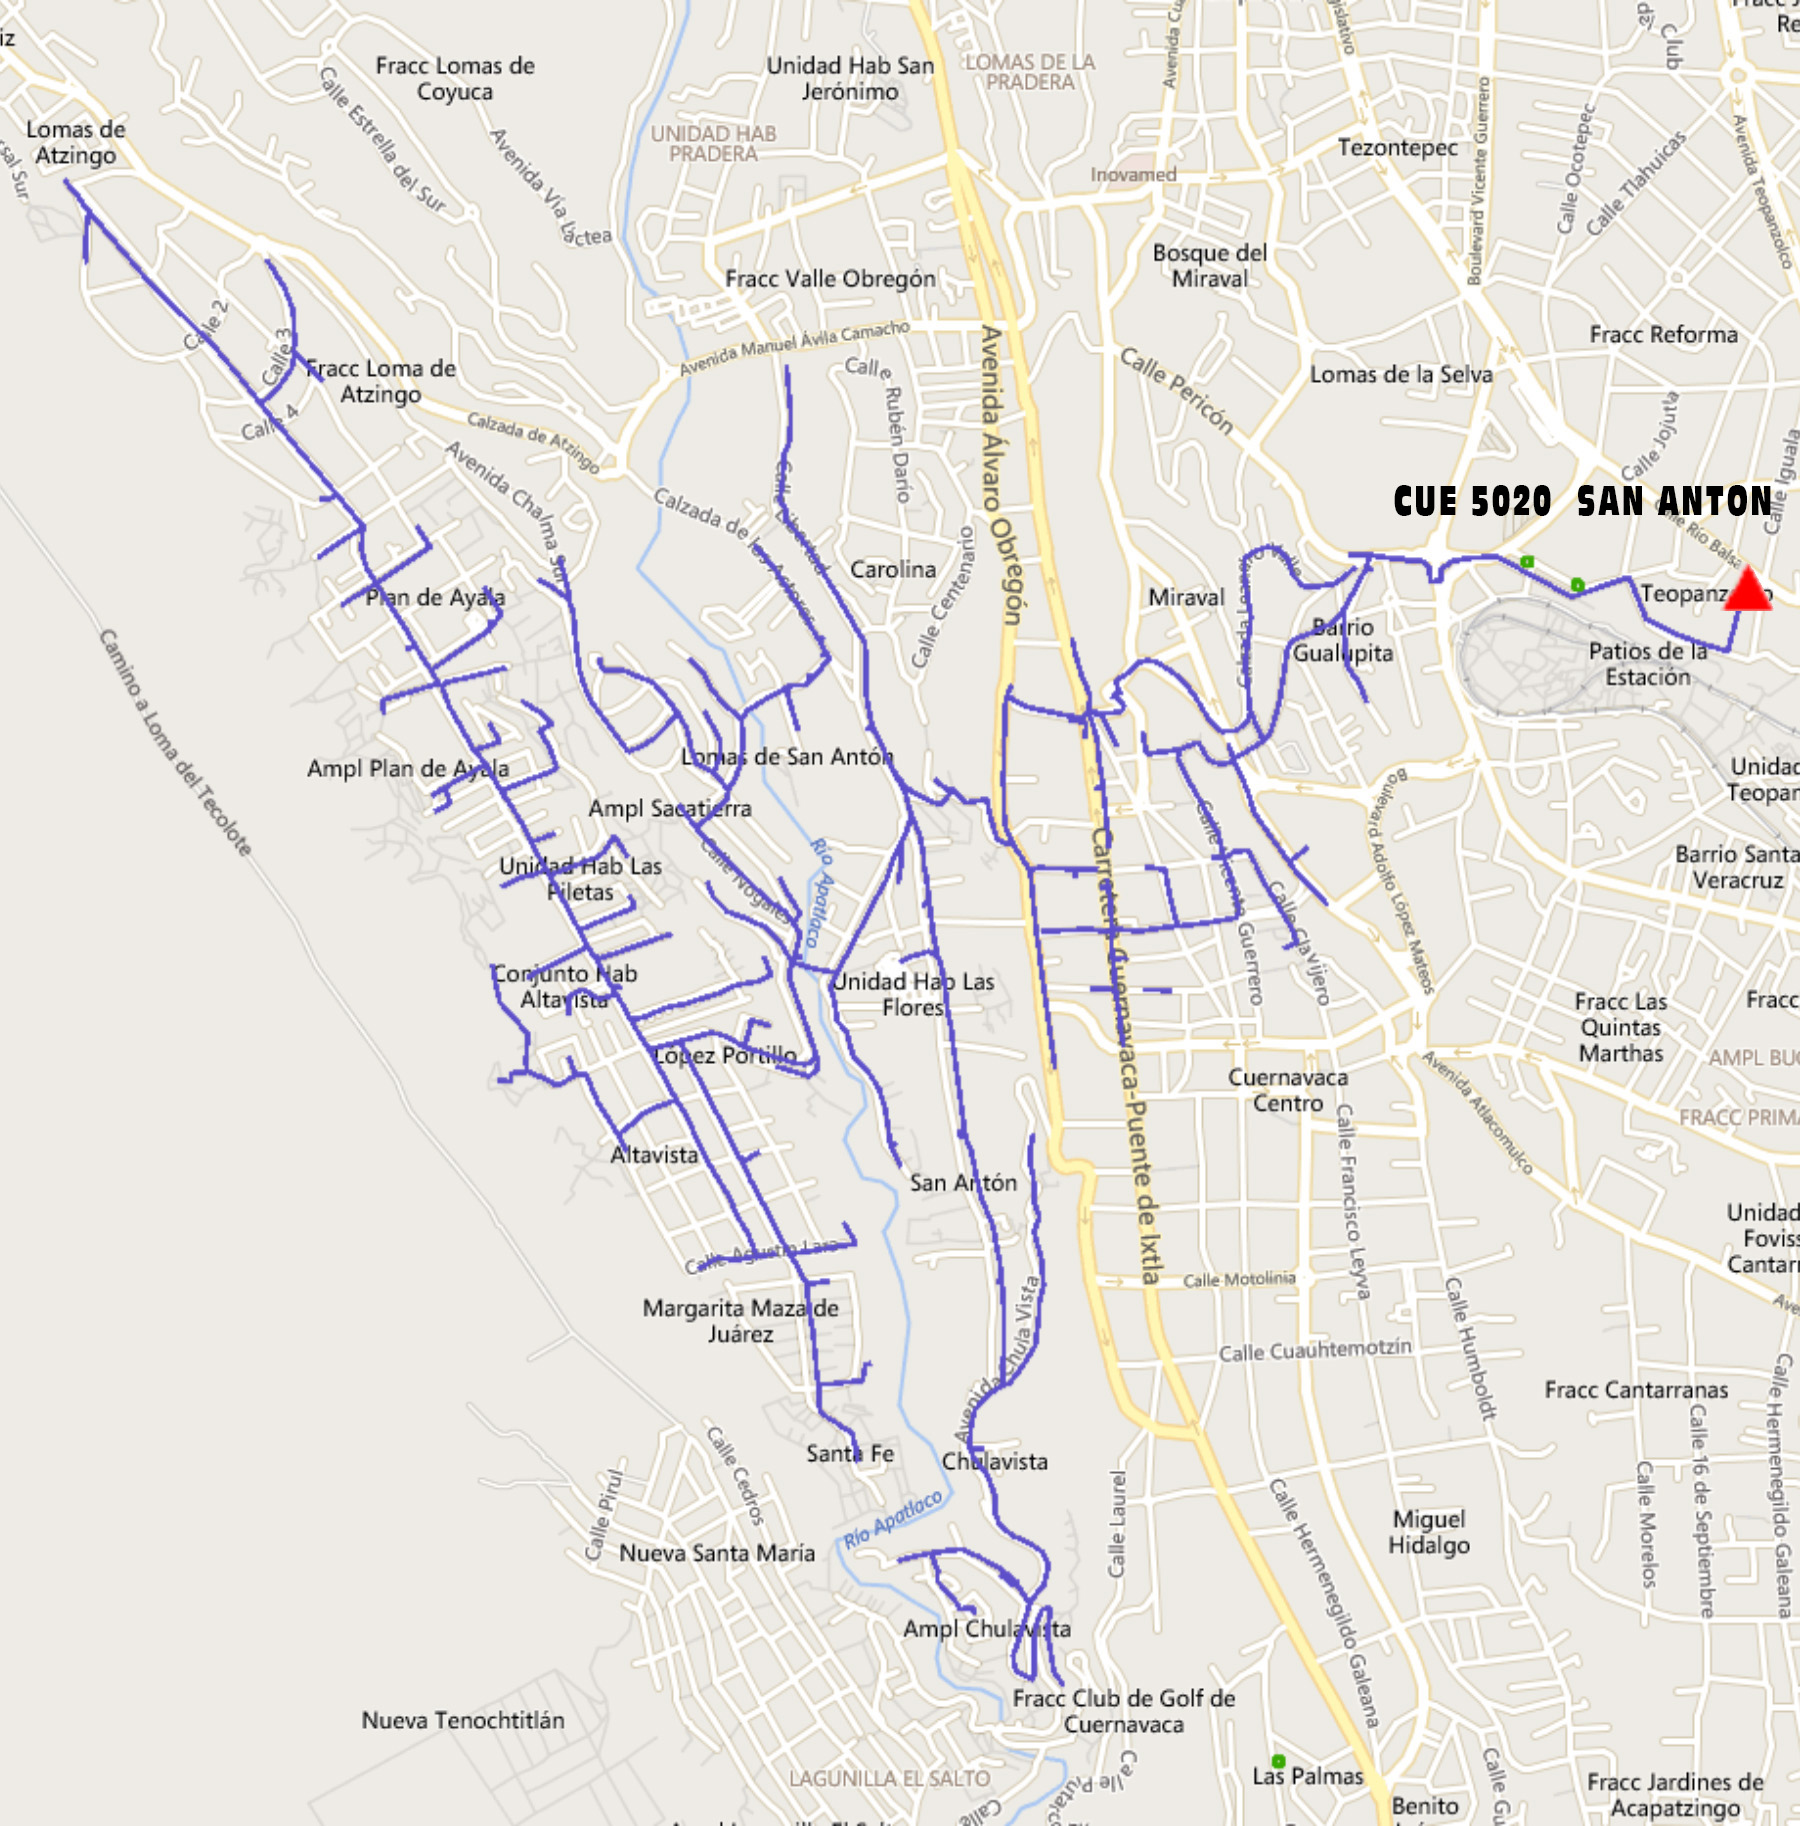 iz
Fracc Lomas de
Coyuca
Unidad Hab San
Jerónimo
LOMAS DE LA
PRADERA
Club
Lomas de
Atzingo
Calle Estrella del Sur
Avenida Vía Láctea
UNIDAD HAB
PRADERA
Inovamed
Tezontepec
Boulevard Vicente Guerrero
Calle Ocotepec
Calle Tlahuicas
Avenida Teopanzolco
Bosque del
Miraval
Fracc Valle Obregón
Calle 2
Calle 3
Calle 4
Fracc Loma de
Atzingo
Avenida Manuel Ávila Camacho
Calle Rubén Darío
Avenida Álvaro Obregón
Calle Pericón
Lomas de la Selva
Fracc Reforma
Calle Jojutla
Calzada de Atzingo
Avenida Chalma Sur
Calzada de los Actores
Calle Libertad
Carolina
Calle Centenario
CUE 5020 SAN ANTON
Miraval
Barrio
Gualupita
Patios de la
Estación
Plan de Ayala
Camino a Loma del Tecolote
Ampl Plan de Ayala
Lomas de San Antón
Ampl Sacatierra
Calle Nogales
Río Apatlaco
Unidad Hab Las
Piletas
Conjunto Hab
Altavista
Unidad Hab Las
Flores
López Portillo
Altavista
San Antón
Calle Agustín Lara
Margarita Maza de
Juárez
Santa Fe
Avenida Chula Vista
Chulavista
Carretera Cuernavaca-Puente de Ixtla
Calle Vicente Guerrero
Calle Clavijero
Boulevard Adolfo López Mateos
Unidad
Teopan
Barrio Santa
Veracruz
Fracc Las
Quintas
Marthas
Fracc
AMPL BUG
FRACC PRIMA
Cuernavaca
Centro
Avenida Atlacomulco
Calle Francisco Leyva
Unidad
Foviss
Cantarr
Calle Motolinia
Calle Cuauhtemotzín
Calle Humboldt
Fracc Cantarranas
Calle Hermenegildo Galeana
Calle 16 de Septiembre
Calle Morelos
Calle Laurel
Miguel
Hidalgo
Calle Hermenegildo Galeana
Calle Cedros
Calle Pirul
Río Apatlaco
Nueva Santa María
Ampl Chulavista
Fracc Club de Golf de
Cuernavaca
Nueva Tenochtitlán
LAGUNILLA EL SALTO
Las Palmas
Benito
Fracc Jardines de
Acapatzingo